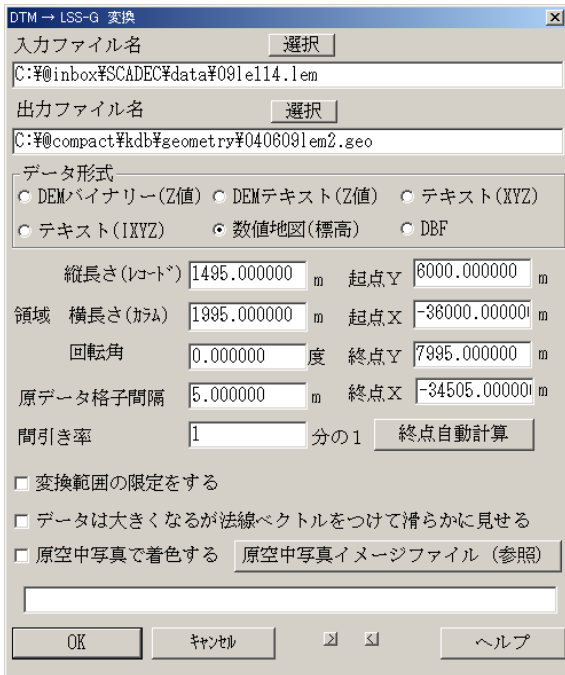 DTM → LSS-G 変換
入力ファイル名 選択
C:¥@inbox¥SCADEC¥data¥09le114.lem
出力ファイル名 選択
C:¥@compact¥kdb¥geometry¥040609lem2.geo
データ形式
DEMバイナリー(Z値) DEMテキスト(Z値) テキスト(XYZ)
テキスト(IXYZ) 数値地図(標高) DBF
縦長さ(ﾚｺｰﾄﾞ) 1495.000000 m 起点Y 6000.000000 m
領域 横長さ(ｶﾗﾑ) 1995.000000 m 起点X -36000.00000 m
回転角 0.000000 度 終点Y 7995.000000 m
原データ格子間隔 5.000000 m 終点X -34505.00000 m
間引き率 1 分の1 終点自動計算
変換範囲の限定をする
データは大きくなるが法線ベクトルをつけて滑らかに見せる
原空中写真で着色する 原空中写真イメージファイル (参照)
OK ｷｬﾝｾﾙ >| <| ヘルプ